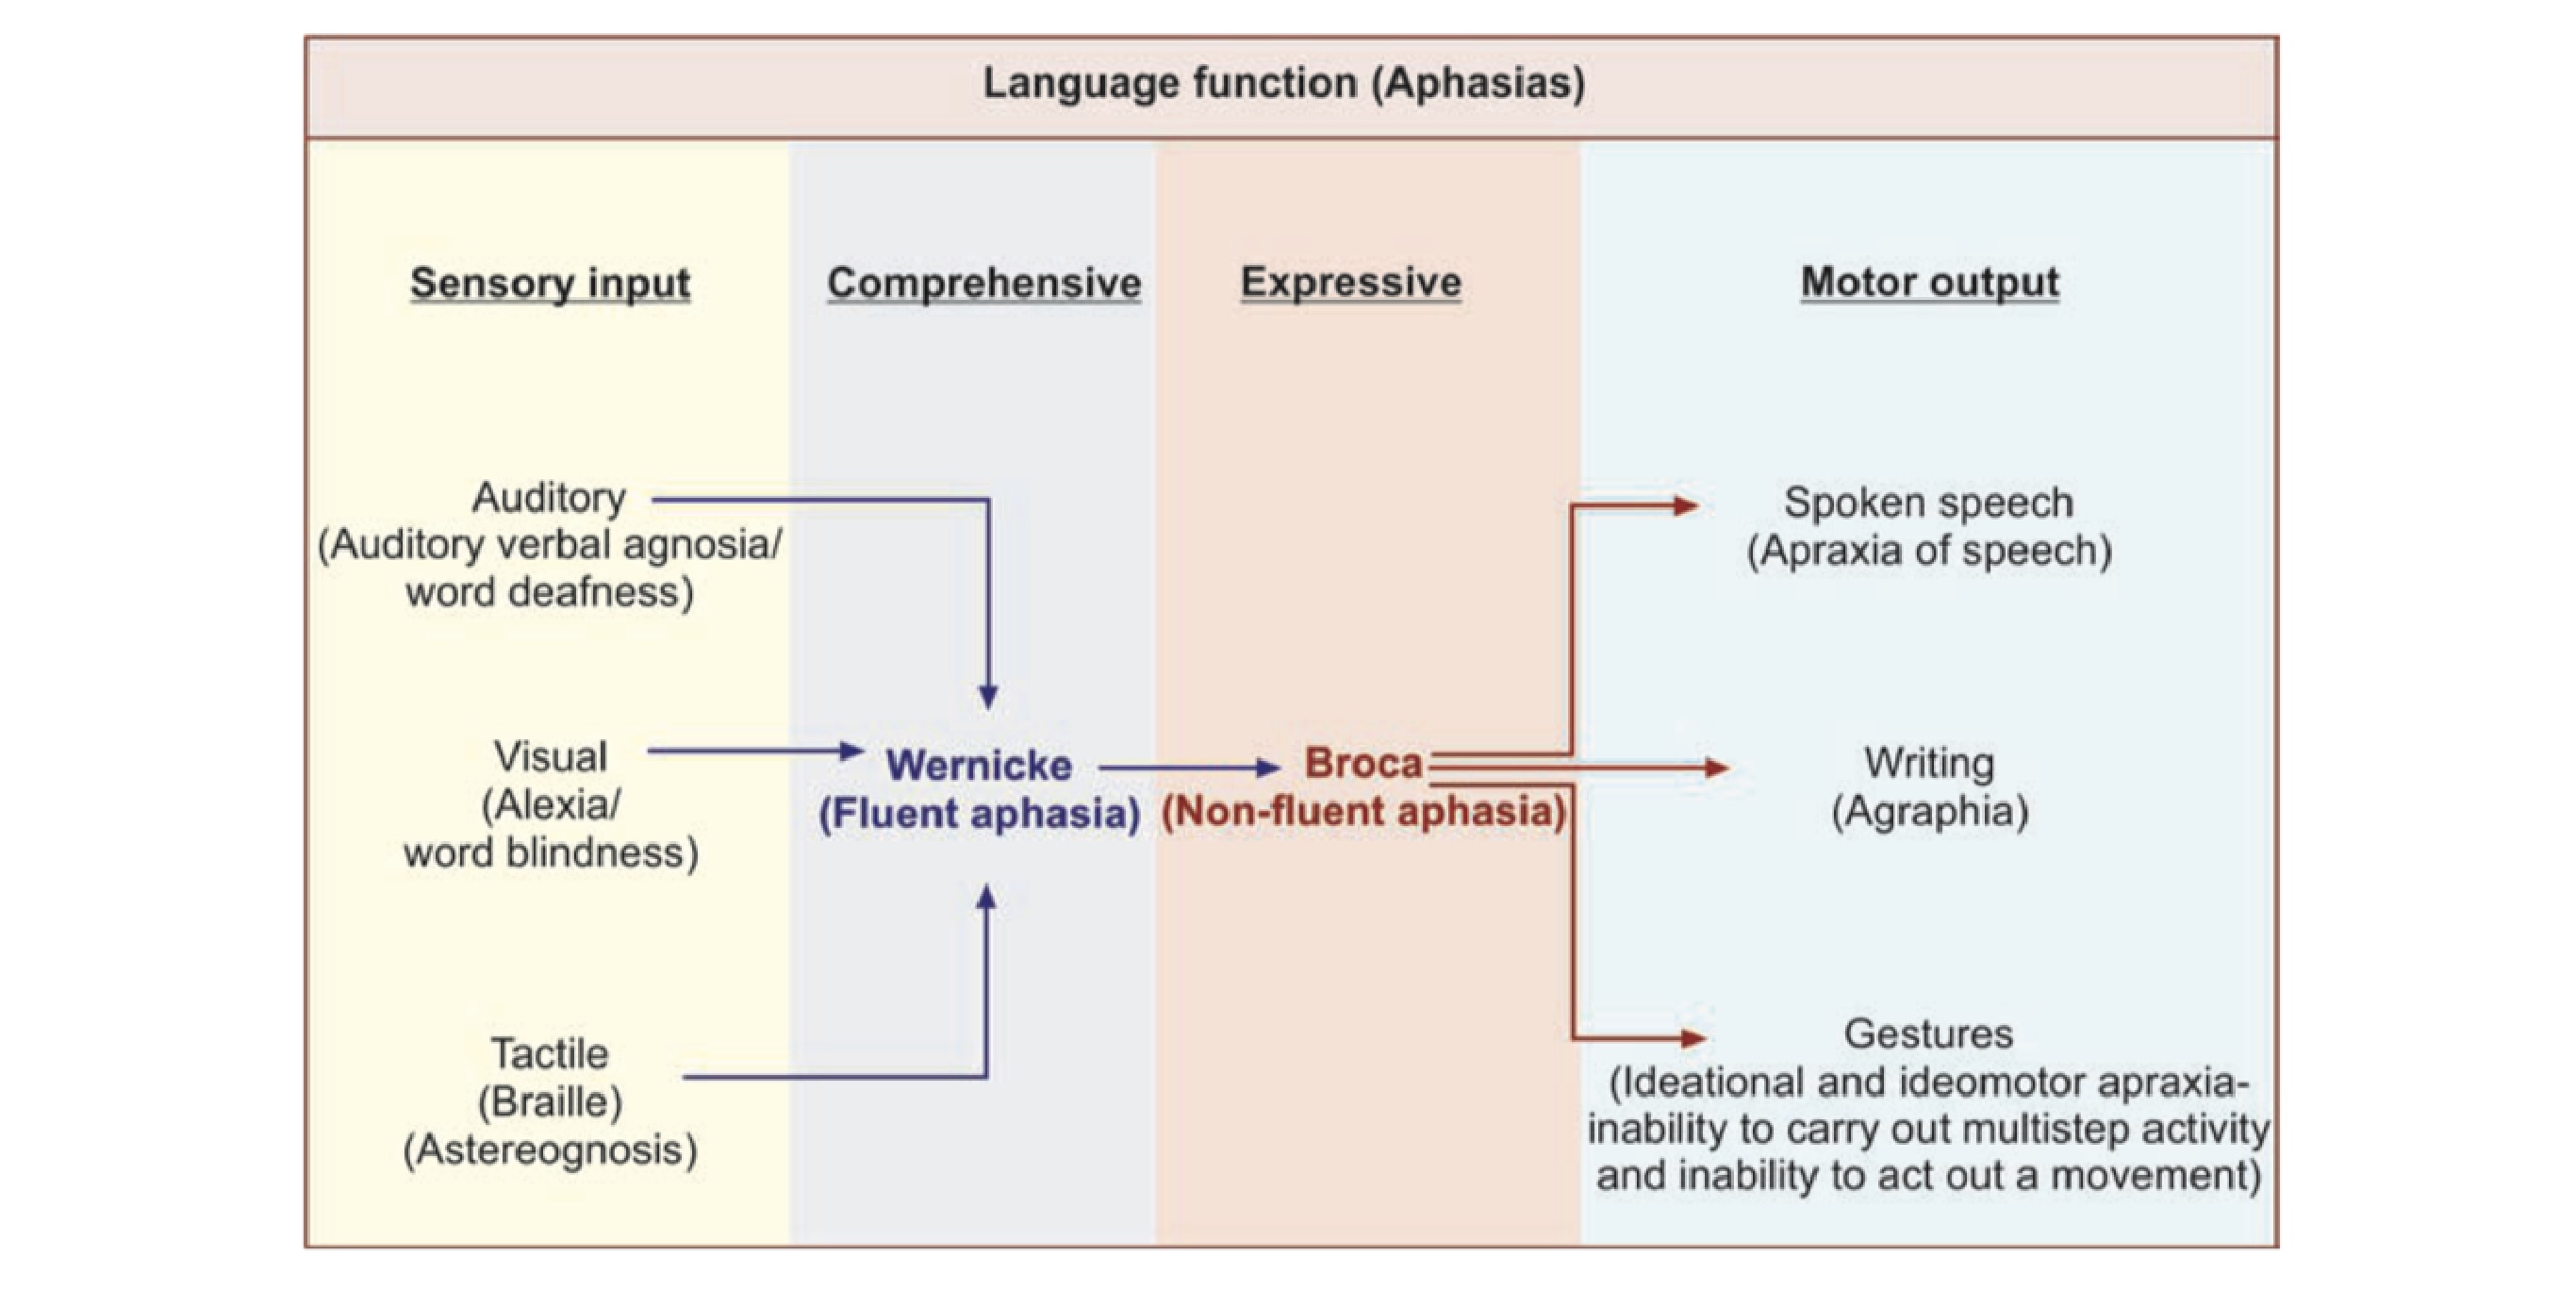 Language function (Aphasias)
Sensory input
Comprehensive
Expressive
Motor output
Auditory
(Auditory verbal agnosia/
word deafness)
Visual
(Alexia/
word blindness)
Tactile
(Braille)
(Astereognosis)
Wernicke
(Fluent aphasia)
Broca
(Non-fluent aphasia)
Spoken speech
(Apraxia of speech)
Writing
(Agraphia)
Gestures
(Ideational and ideomotor apraxia-
inability to carry out multistep activity
and inability to act out a movement)